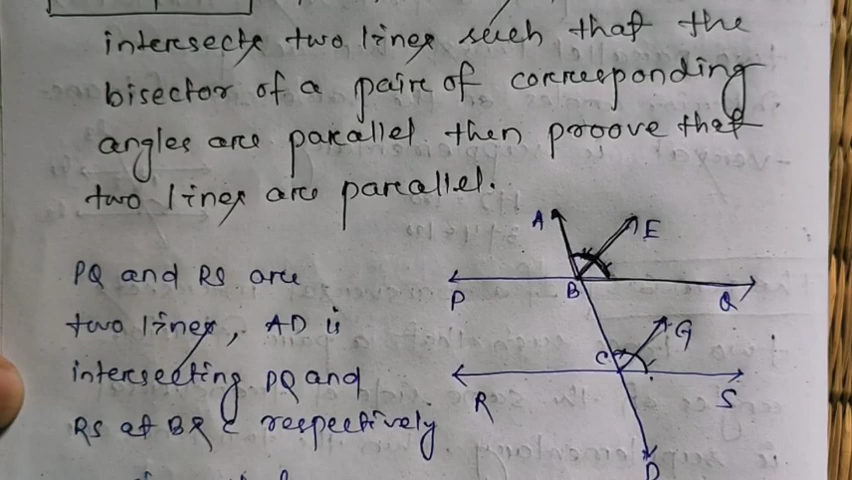 intersects two lines such that the
bisector of a pair of corresponding
angles are parallel then proove that
two lines are parallel.
A
E
PQ and RS are
P
B
Q
two lines, AD is
C
G
intersecting PQ and
R
S
RS at B & C respectively
D